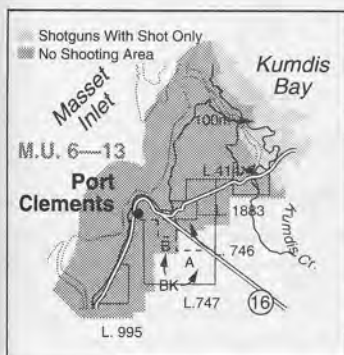 Shotguns With Shot Only
No Shooting Area
Kumdis
Bay
Masset
Inlet
100m
M.U. 6—13
L. 414
Port
Clements
L. 1883
Kumdis Cr.
B
A
746
BK
L.747
16
L. 995